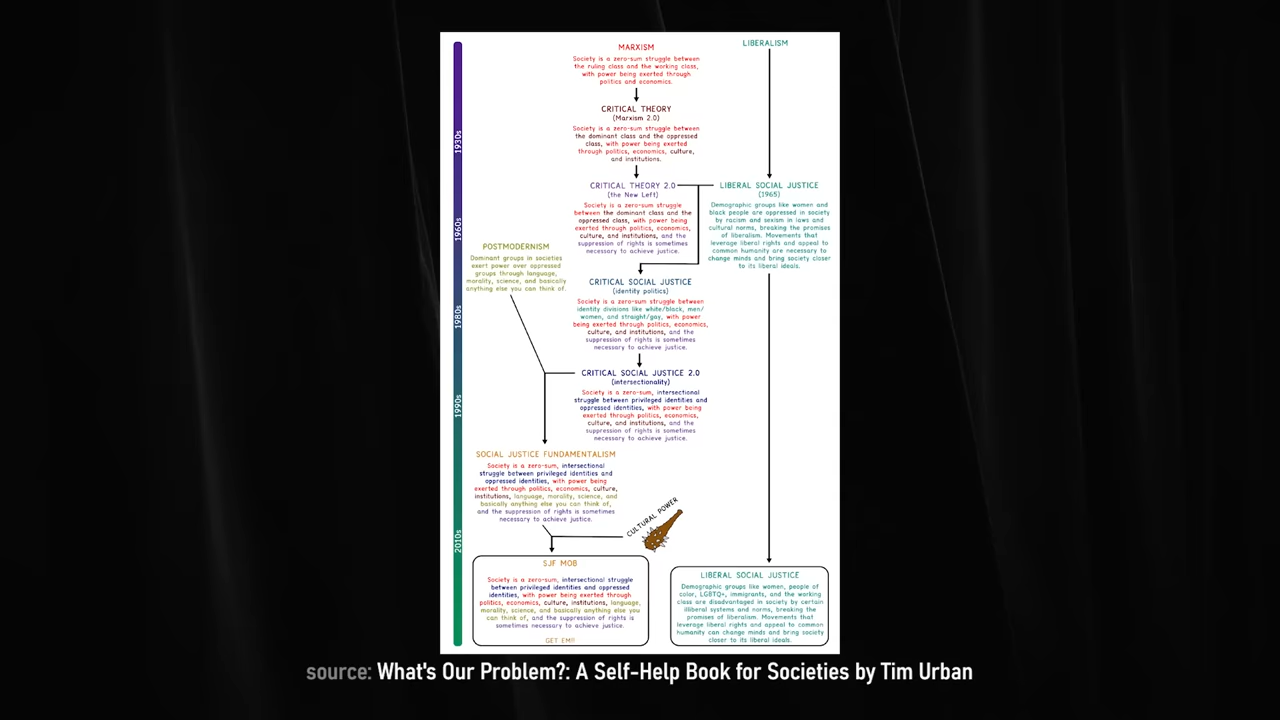 MARXISM
Society is a zero-sum struggle between
the ruling class and the working class,
with power being exerted through
politics and economics.
LIBERALISM
CRITICAL THEORY
(Marxism 2.0)
Society is a zero-sum struggle between
the dominant class and the oppressed
class, with power being exerted
through politics, economics, culture,
and institutions.
1930s
CRITICAL THEORY 2.0
(the New Left)
Society is a zero-sum struggle
between the dominant class and the
oppressed class, with power being
exerted through politics, economics,
culture, and institutions, and the
suppression of rights is sometimes
necessary to achieve justice.
LIBERAL SOCIAL JUSTICE
(1965)
Demographic groups like women and
black people are oppressed in society
by racism and sexism in laws and
cultural norms, breaking the promises
of liberalism. Movements that
leverage liberal rights and appeal to
common humanity are necessary to
change minds and bring society closer
to its liberal ideals.
1960s
POSTMODERNISM
Dominant groups in societies
exert power over oppressed
groups through language,
morality, science, and basically
anything else you can think of.
CRITICAL SOCIAL JUSTICE
(identity politics)
Society is a zero-sum struggle between
identity divisions like white/black, men/
women, and straight/gay, with power
being exerted through politics, economics,
culture, and institutions, and the
suppression of rights is sometimes
necessary to achieve justice.
1980s
CRITICAL SOCIAL JUSTICE 2.0
(intersectionality)
Society is a zero-sum, intersectional
struggle between privileged identities and
oppressed identities, with power being
exerted through politics, economics,
culture, and institutions, and the
suppression of rights is sometimes
necessary to achieve justice.
1990s
SOCIAL JUSTICE FUNDAMENTALISM
Society is a zero-sum, intersectional
struggle between privileged identities and
oppressed identities, with power being
exerted through politics, economics, culture,
institutions, language, morality, science, and
basically anything else you can think of,
and the suppression of rights is sometimes
necessary to achieve justice.
CULTURAL POWER
2010s
SJF MOB
Society is a zero-sum, intersectional struggle
between privileged identities and oppressed
identities, with power being exerted through
politics, economics, culture, institutions, language,
morality, science, and basically anything else you
can think of, and the suppression of rights is
sometimes necessary to achieve justice.
GET EM!!
LIBERAL SOCIAL JUSTICE
Demographic groups like women, people of
color, LGBTQ+, immigrants, and the working
class are disadvantaged in society by certain
illiberal systems and norms, breaking the
promises of liberalism. Movements that
leverage liberal rights and appeal to common
humanity can change minds and bring society
closer to its liberal ideals.
source: What's Our Problem?: A Self-Help Book for Societies by Tim Urban